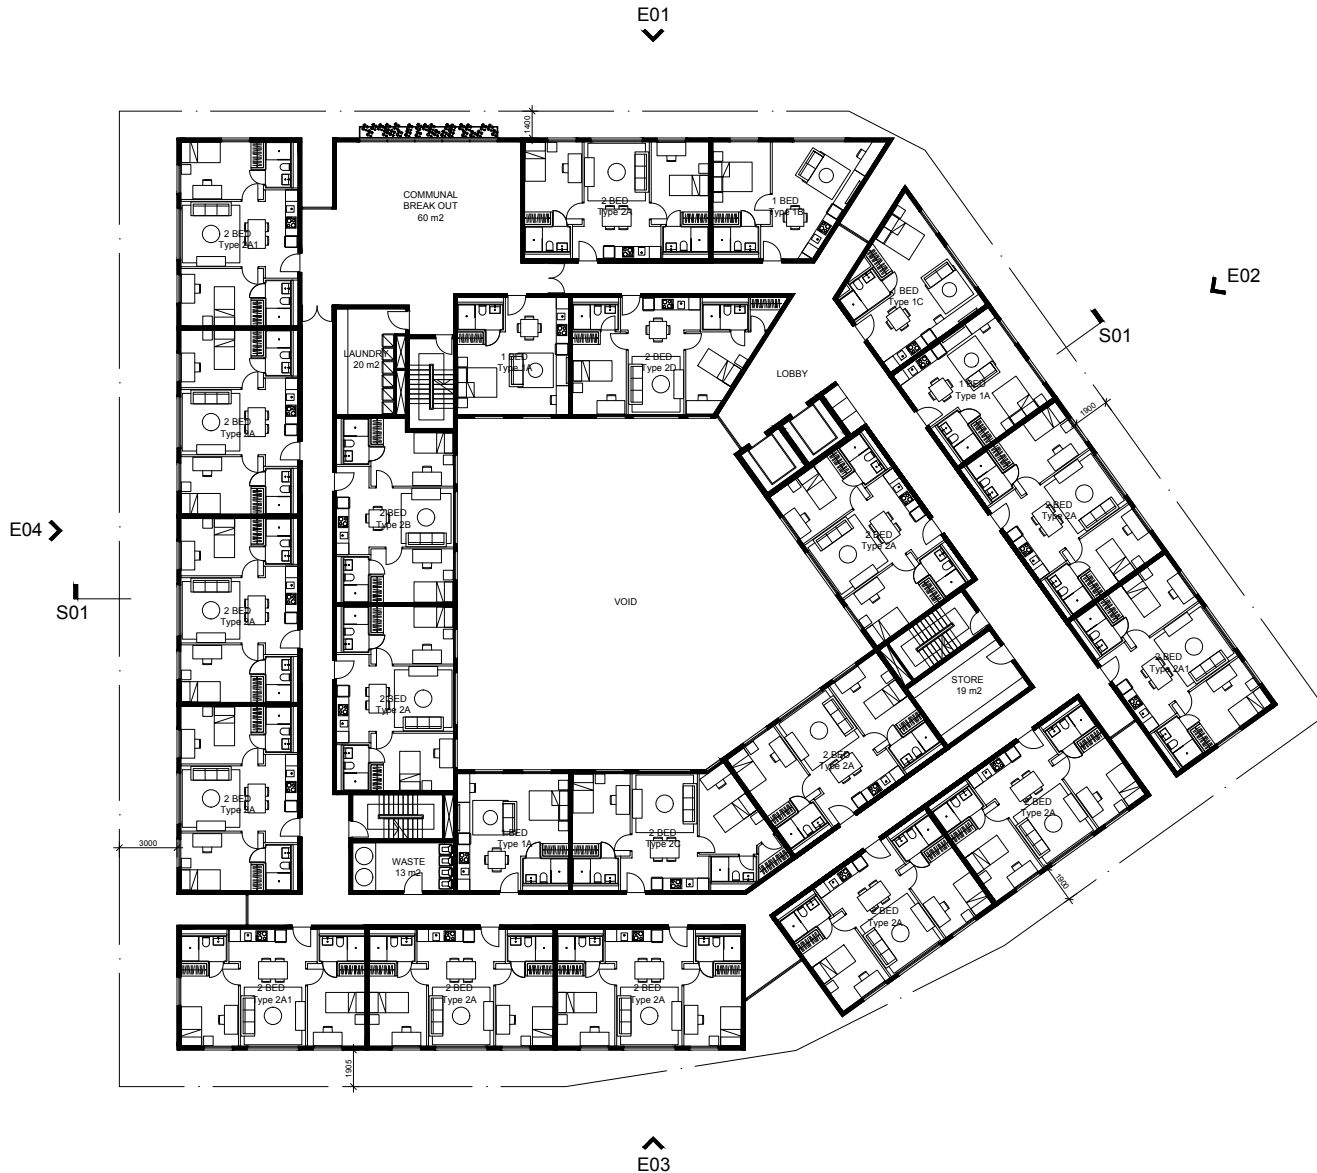 E01
1400
COMMUNAL
BREAK OUT
60 m2
2 BED
Type 2A
1 BED
Type 1B
2 BED
Type 2A1
E02
BED
Type 1C
S01
LAUNDRY
20 m2
1 BED
Type 1A
2 BED
Type 2D
LOBBY
1 BED
Type 1A
1900
2 BED
Type 2A
2 BED
Type 2B
2 BED
Type 2A
2 BED
Type 2A
E04
S01
VOID
2 BED
Type 2A
2 BED
Type 2A1
STORE
19 m2
2 BED
Type 2A
2 BED
Type 2A
2 BED
Type 2A
2 BED
Type 2A
3000
WASTE
13 m2
1 BED
Type 1A
2 BED
Type 2C
1900
2 BED
Type 2A
2 BED
Type 2A1
2 BED
Type 2A
2 BED
Type 2A
1905
E03